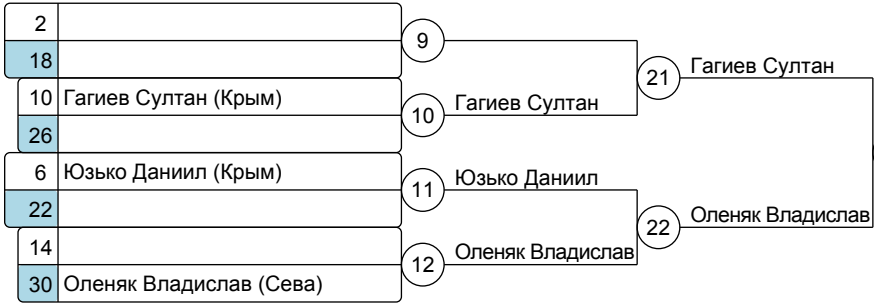 2
9
18
21 Гагиев Султан
10 Гагиев Султан (Крым)
10 Гагиев Султан
26
6 Юзько Даниил (Крым)
11 Юзько Даниил
22
22 Оленяк Владислав
14
12 Оленяк Владислав
30 Оленяк Владислав (Сева)